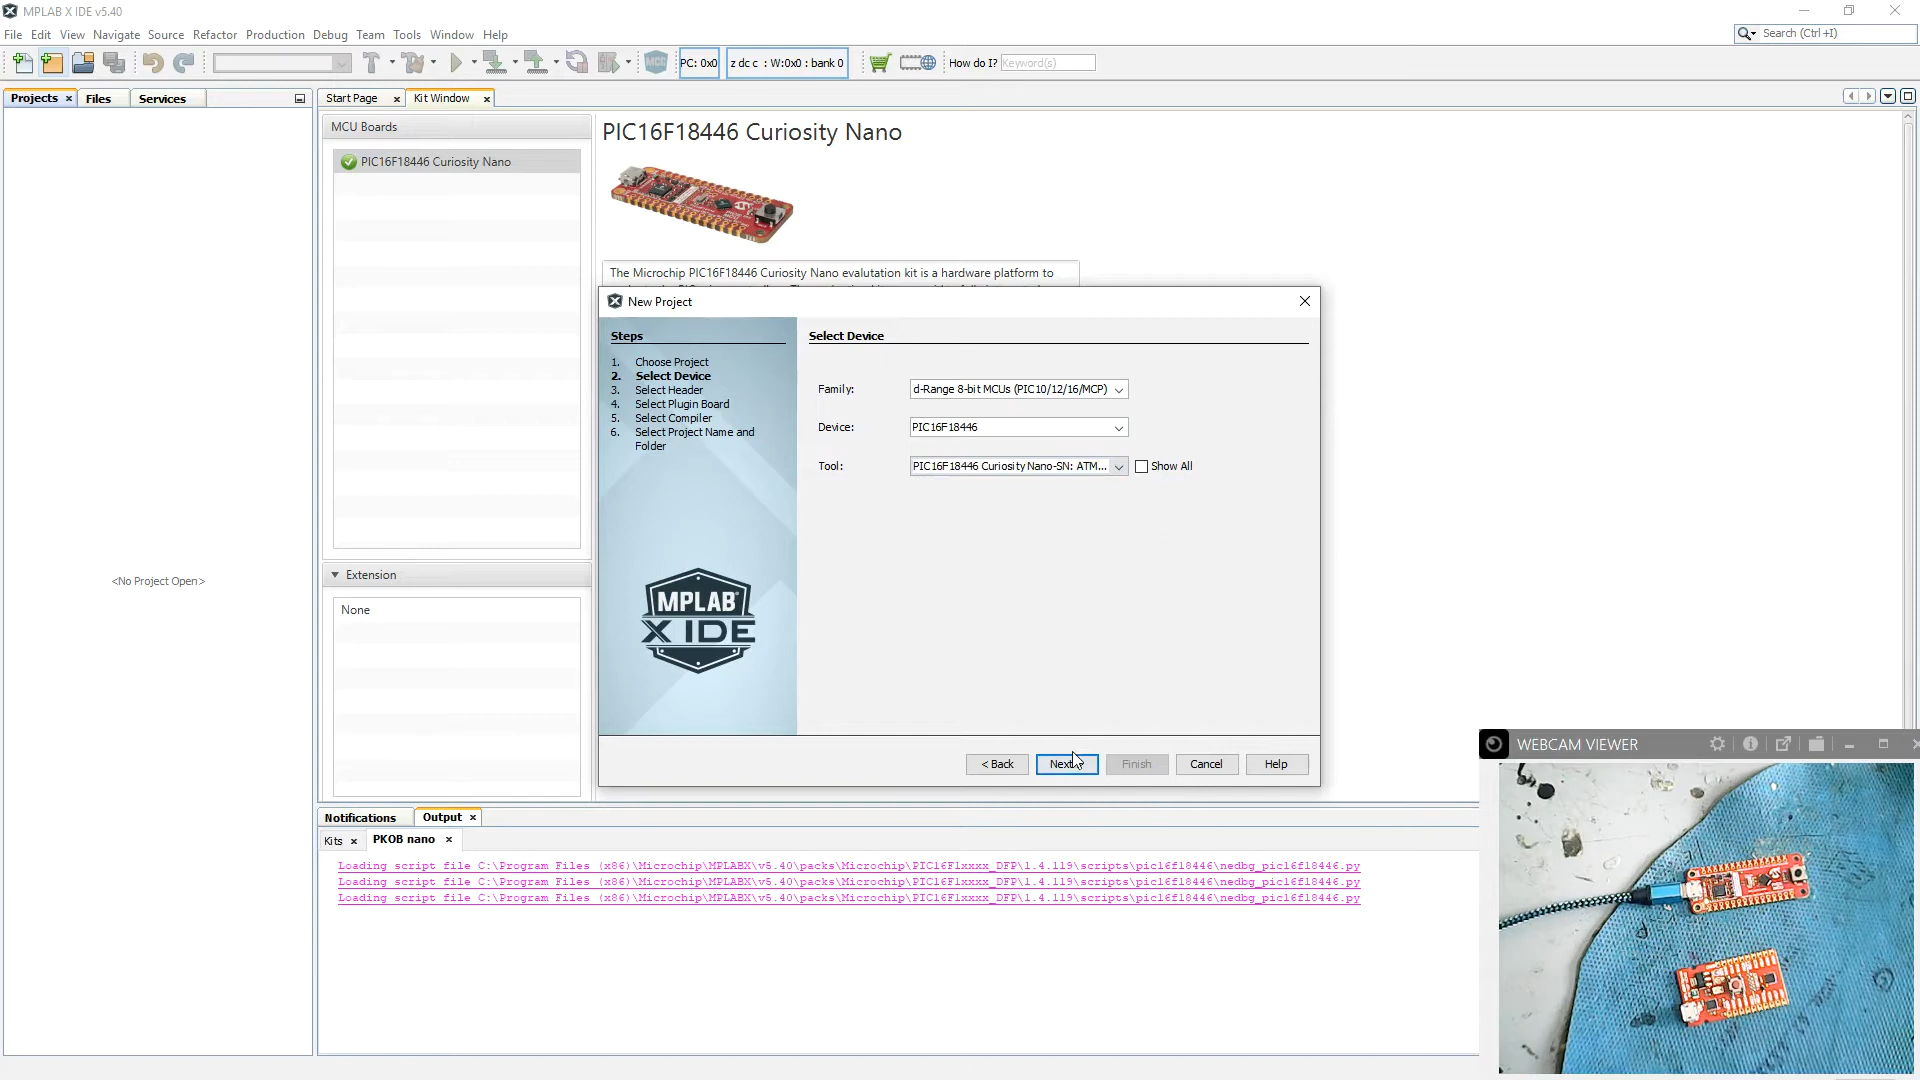 MPLAB X IDE v5.40
File Edit View Navigate Source Refactor Production Debug Team Tools Window Help
Search (Ctrl+I)
MCC
PC: 0x0
z dc c : W:0x0 : bank 0
How do I? Keyword(s)
Projects
Files
Services
Start Page
Kit Window
MCU Boards
PIC16F18446 Curiosity Nano
PIC16F18446 Curiosity Nano
The Microchip PIC16F18446 Curiosity Nano evalutation kit is a hardware platform to
New Project
Steps
1. Choose Project
2. Select Device
3. Select Header
4. Select Plugin Board
5. Select Compiler
6. Select Project Name and
Folder
MPLAB
X IDE
Select Device
Family: d-Range 8-bit MCUs (PIC10/12/16/MCP)
Device: PIC16F18446
Tool: PIC16F18446 Curiosity Nano-SN: ATM... Show All
< Back
Next >
Finish
Cancel
Help
<No Project Open>
Extension
None
Notifications
Output
Kits
PKOB nano
Loading script file C:\Program Files (x86)\Microchip\MPLABX\v5.40\packs\Microchip\PIC16F1xxxx_DFP\1.4.119\scripts\pic16f18446\nedbg_pic16f18446.py
Loading script file C:\Program Files (x86)\Microchip\MPLABX\v5.40\packs\Microchip\PIC16F1xxxx_DFP\1.4.119\scripts\pic16f18446\nedbg_pic16f18446.py
Loading script file C:\Program Files (x86)\Microchip\MPLABX\v5.40\packs\Microchip\PIC16F1xxxx_DFP\1.4.119\scripts\pic16f18446\nedbg_pic16f18446.py
WEBCAM VIEWER